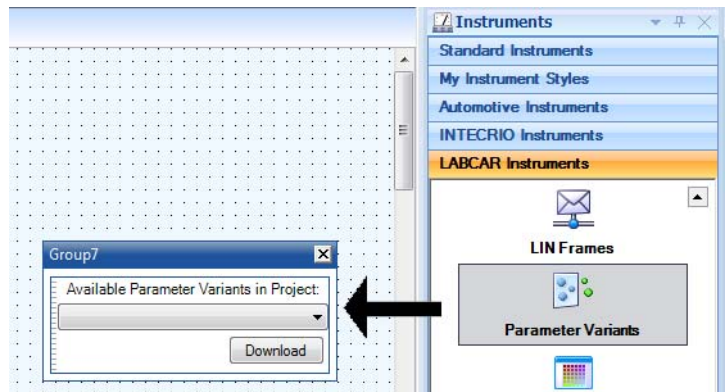 Instruments
Standard Instruments
My Instrument Styles
Automotive Instruments
INTECRIO Instruments
LABCAR Instruments
LIN Frames
Parameter Variants
Group7
Available Parameter Variants in Project:
Download